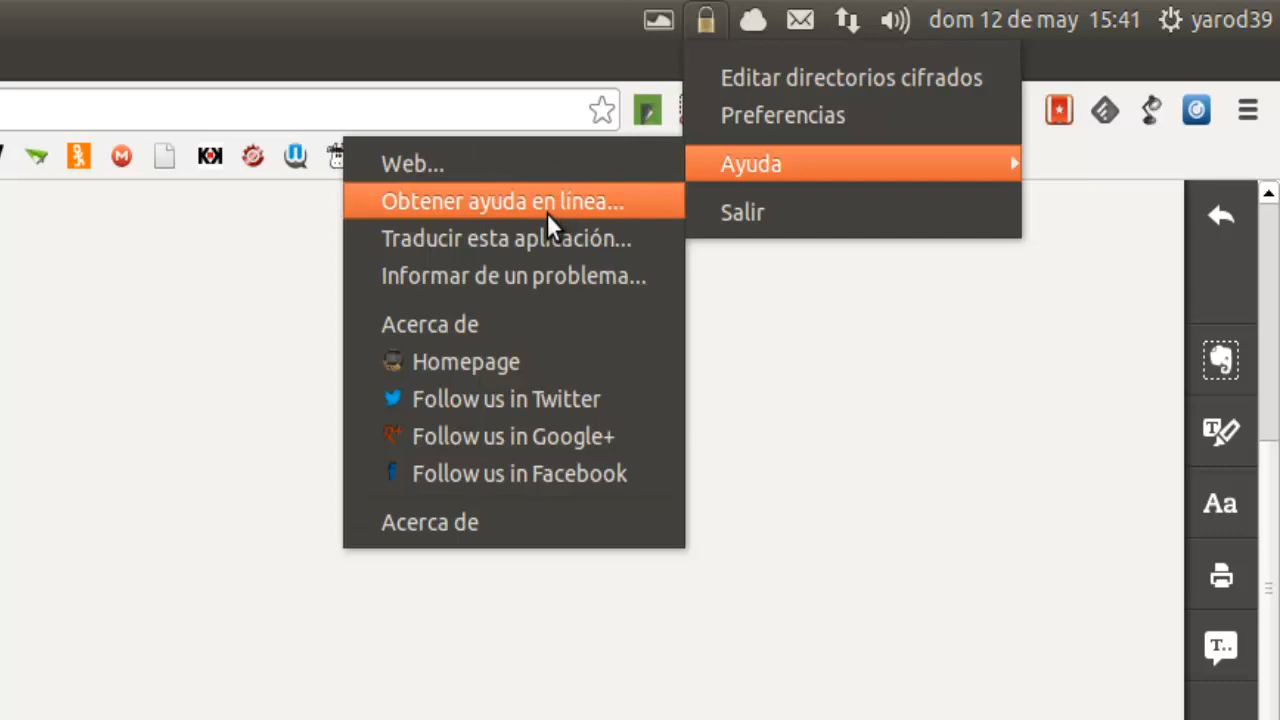 dom 12 de may 15:41 yarod39
Editar directorios cifrados
Preferencias
Ayuda
Salir
Web...
Obtener ayuda en línea...
Traducir esta aplicación...
Informar de un problema...
Acerca de
Homepage
Follow us in Twitter
Follow us in Google+
Follow us in Facebook
Acerca de
Aa
T..